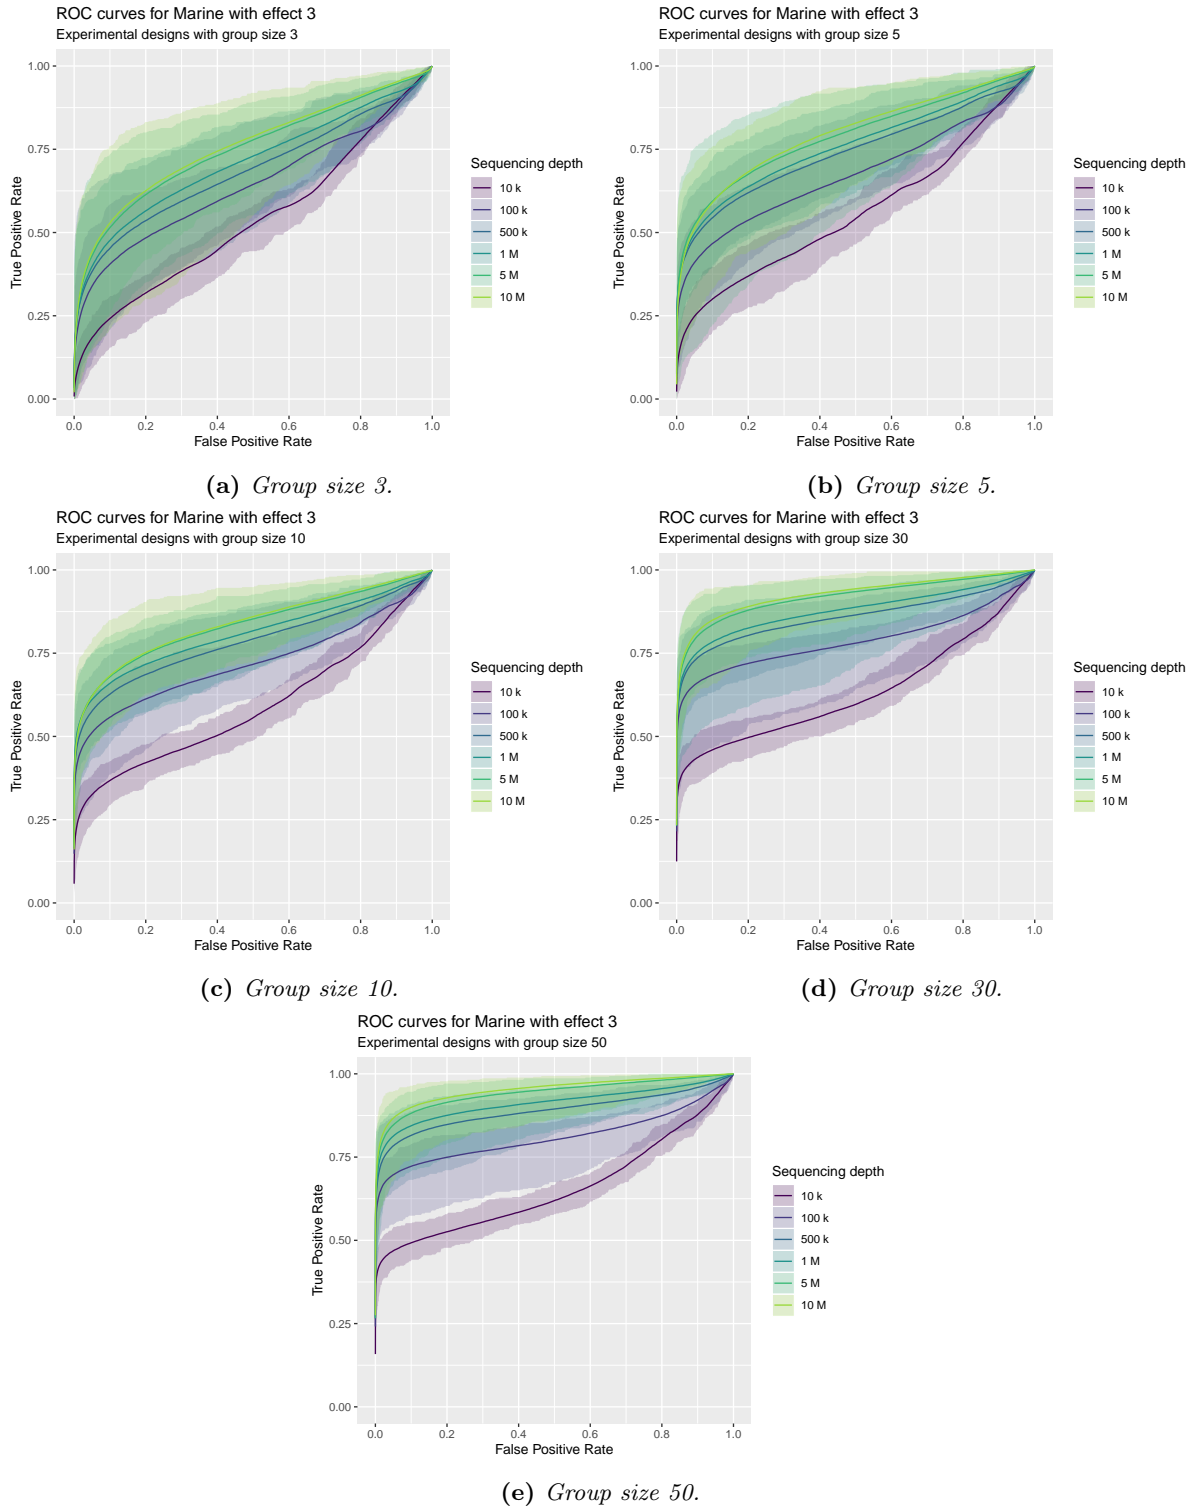 ROC curves for Marine with effect 3
Experimental designs with group size 3
1.00
0.75
0.50
0.25
0.00
True Positive Rate
0.0 0.2 0.4 0.6 0.8 1.0
False Positive Rate
Sequencing depth
10 k
100 k
500 k
1 M
5 M
10 M
(a) Group size 3.
ROC curves for Marine with effect 3
Experimental designs with group size 5
1.00
0.75
0.50
0.25
0.00
True Positive Rate
0.0 0.2 0.4 0.6 0.8 1.0
False Positive Rate
Sequencing depth
10 k
100 k
500 k
1 M
5 M
10 M
(b) Group size 5.
ROC curves for Marine with effect 3
Experimental designs with group size 10
1.00
0.75
0.50
0.25
0.00
True Positive Rate
0.0 0.2 0.4 0.6 0.8 1.0
False Positive Rate
Sequencing depth
10 k
100 k
500 k
1 M
5 M
10 M
(c) Group size 10.
ROC curves for Marine with effect 3
Experimental designs with group size 30
1.00
0.75
0.50
0.25
0.00
True Positive Rate
0.0 0.2 0.4 0.6 0.8 1.0
False Positive Rate
Sequencing depth
10 k
100 k
500 k
1 M
5 M
10 M
(d) Group size 30.
ROC curves for Marine with effect 3
Experimental designs with group size 50
1.00
0.75
0.50
0.25
0.00
True Positive Rate
0.0 0.2 0.4 0.6 0.8 1.0
False Positive Rate
Sequencing depth
10 k
100 k
500 k
1 M
5 M
10 M
(e) Group size 50.